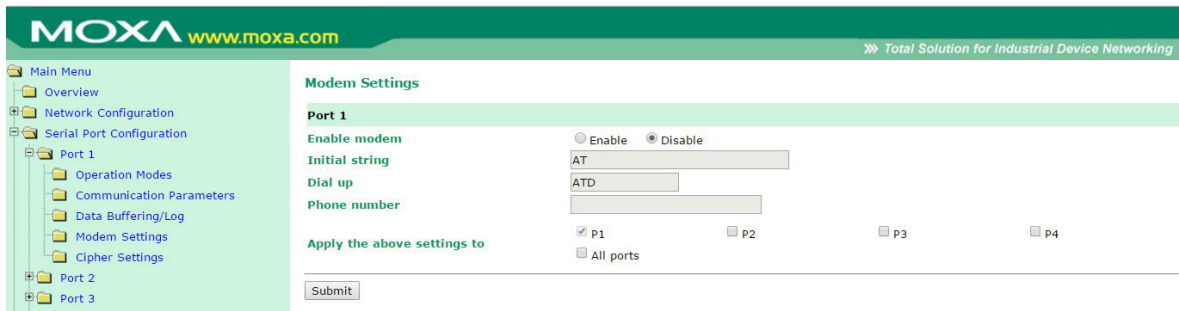 MOXA www.moxa.com
Total Solution for Industrial Device Networking
Main Menu
Overview
Network Configuration
Serial Port Configuration
Port 1
Operation Modes
Communication Parameters
Data Buffering/Log
Modem Settings
Cipher Settings
Port 2
Port 3
Modem Settings
Port 1
Enable modem Enable Disable
Initial string AT
Dial up ATD
Phone number
Apply the above settings to P1 P2 P3 P4
All ports
Submit